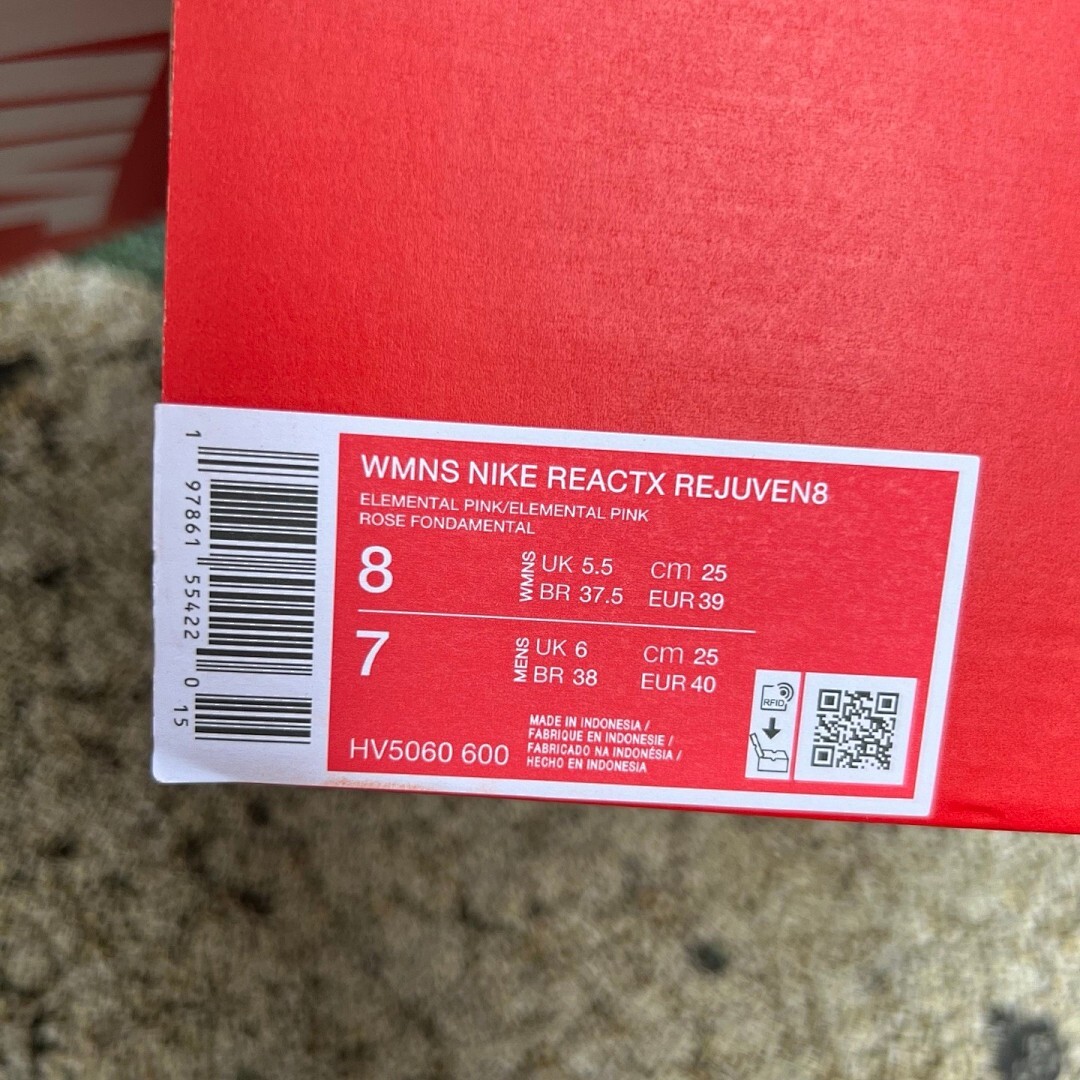 WMNS NIKE REACTX REJUVEN8
ELEMENTAL PINK/ELEMENTAL PINK
ROSE FONDAMENTAL
8
WMNS
UK 5.5 cm 25
BR 37.5 EUR 39
7
MENS
UK 6 cm 25
BR 38 EUR 40
HV5060 600
MADE IN INDONESIA /
FABRIQUE EN INDONESIE /
FABRICADO NA INDONÉSIA /
HECHO EN INDONESIA
RFID
1 97861 55422 0 15